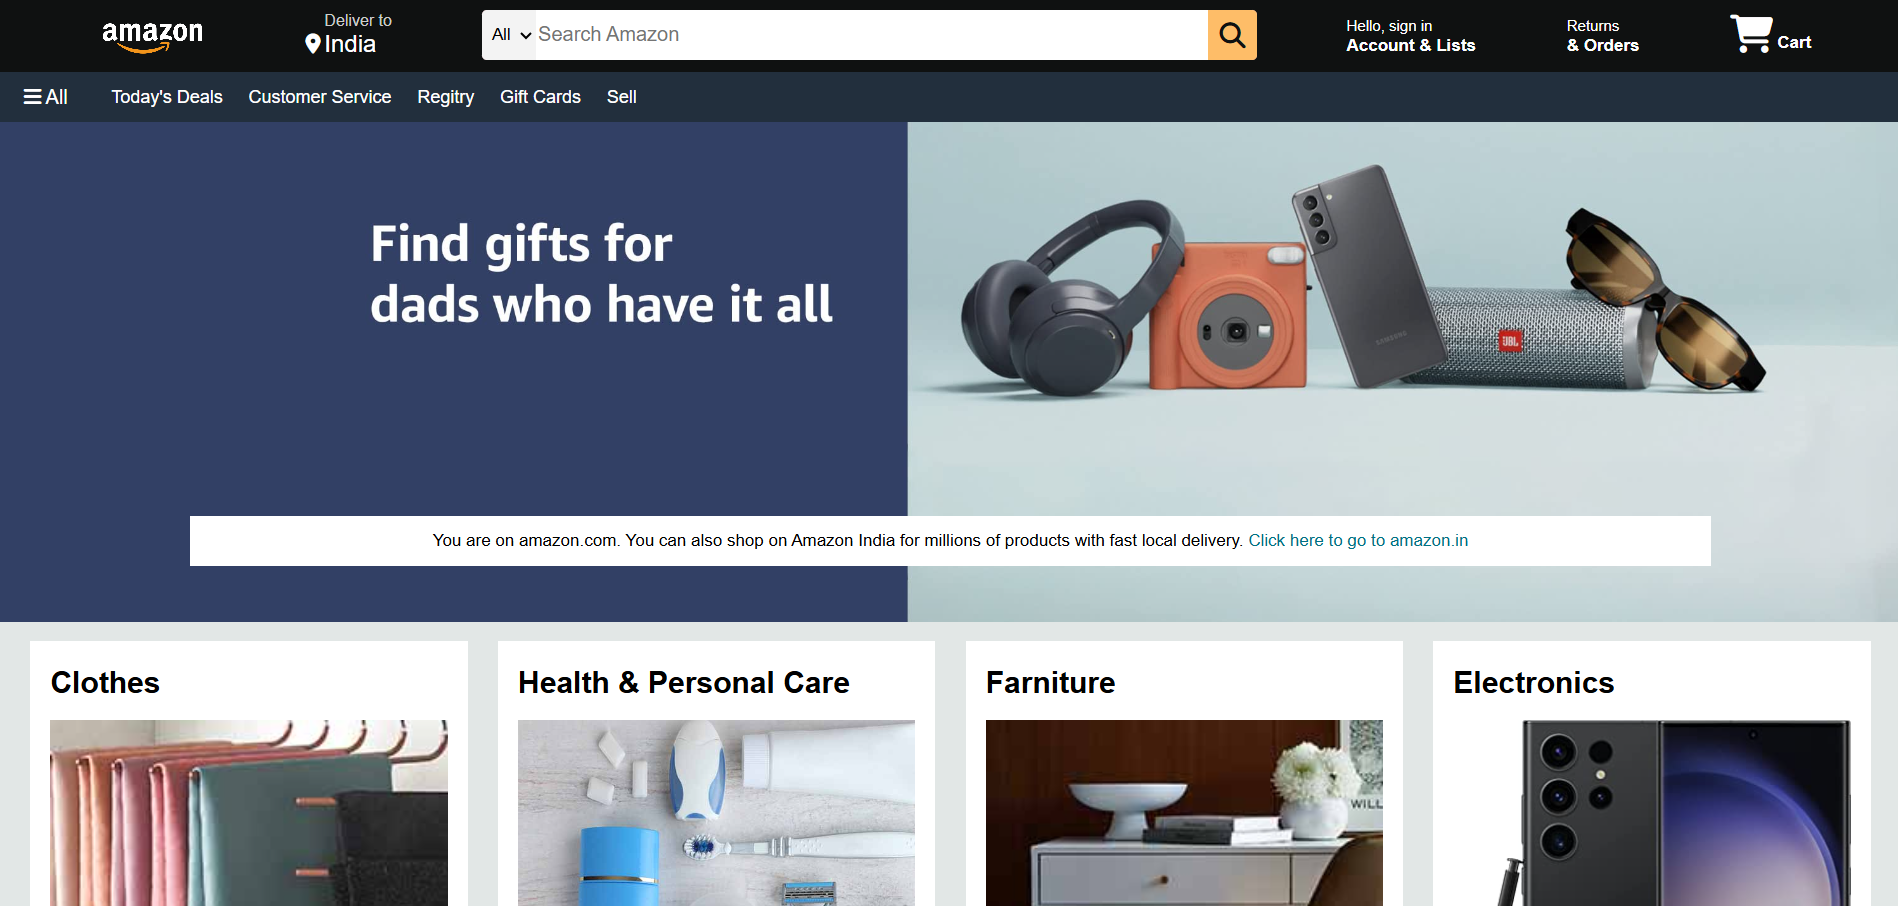 amazon
Deliver to
India
All
Search Amazon
Hello, sign in
Account & Lists
Returns
& Orders
Cart
All
Today's Deals
Customer Service
Regitry
Gift Cards
Sell
Find gifts for
dads who have it all
SAMSUNG
JBL
You are on amazon.com. You can also shop on Amazon India for millions of products with fast local delivery. Click here to go to amazon.in
Clothes
Health & Personal Care
Farniture
Electronics
WILL